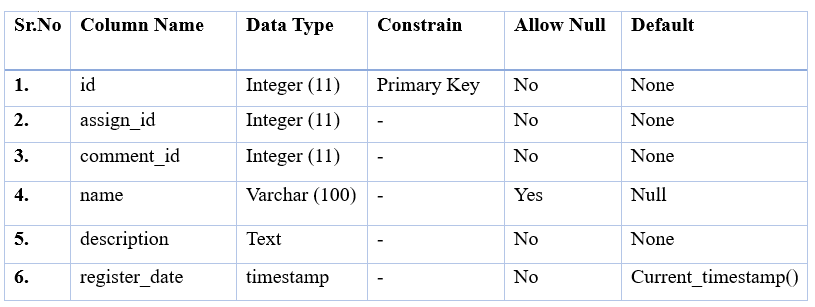 Sr.No Column Name Data Type Constrain Allow Null Default
1. id Integer (11) Primary Key No None
2. assign_id Integer (11) - No None
3. comment_id Integer (11) - No None
4. name Varchar (100) - Yes Null
5. description Text - No None
6. register_date timestamp - No Current_timestamp()